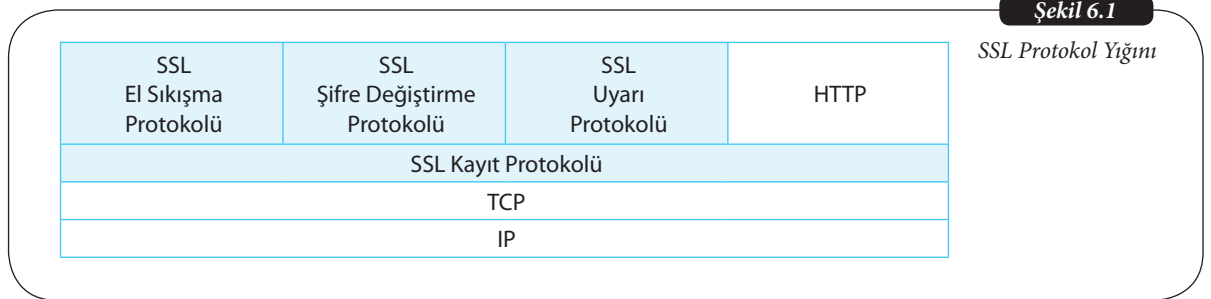 Şekil 6.1
SSL Protokol Yığını
SSL
El Sıkışma
Protokolü
SSL
Şifre Değiştirme
Protokolü
SSL
Uyarı
Protokolü
HTTP
SSL Kayıt Protokolü
TCP
IP